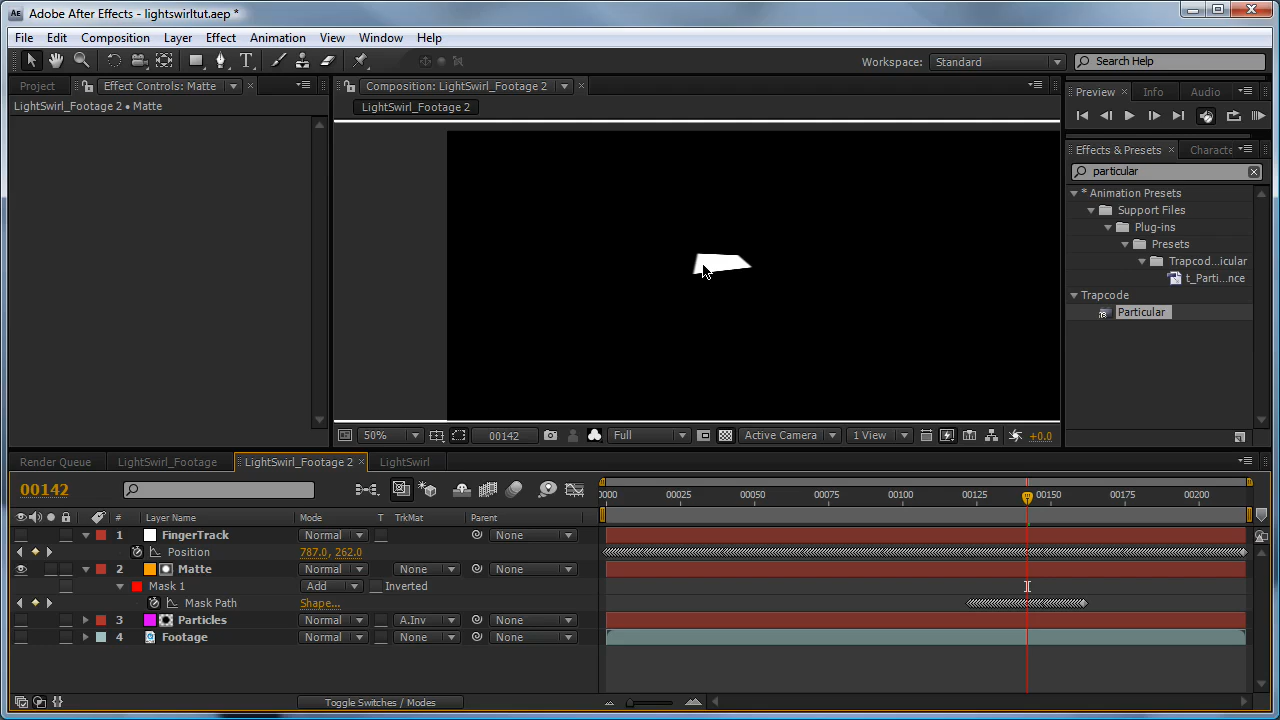 Adobe After Effects - lightswirltut.aep *
File Edit Composition Layer Effect Animation View Window Help
Workspace: Standard Search Help
Project Effect Controls: Matte Composition: LightSwirl_Footage 2 Preview Info Audio
LightSwirl_Footage 2 • Matte LightSwirl_Footage 2
Effects & Presets Characte
particular
* Animation Presets
Support Files
Plug-ins
Presets
Trapcod...icular
t_Parti...nce
Trapcode
Particular
50% 00142 Full Active Camera 1 View +0.0
Render Queue LightSwirl_Footage LightSwirl_Footage 2 LightSwirl
00142
0000 00025 00050 00075 00100 00125 00150 00175 00200
# Layer Name Mode T TrkMat Parent
1 FingerTrack Normal None
Position 787.0, 262.0
2 Matte Normal None None
Mask 1 Add Inverted
Mask Path Shape...
3 Particles Normal A.Inv None
4 Footage Normal None None
Toggle Switches / Modes